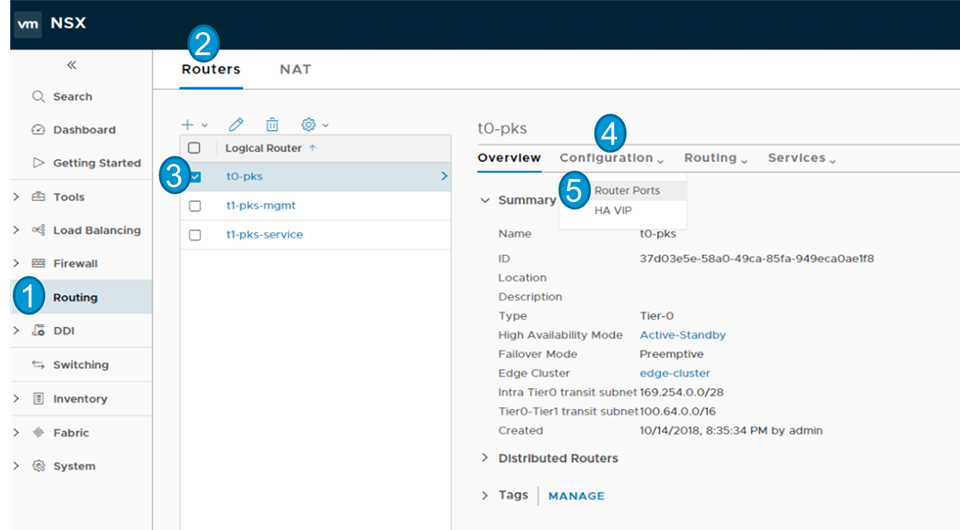 vm NSX
2
Routers NAT
Search
Dashboard
Getting Started
Tools
Load Balancing
Firewall
1 Routing
DDI
Switching
Inventory
Fabric
System
Logical Router
3 t0-pks
t1-pks-mgmt
t1-pks-service
t0-pks
4
Overview Configuration Routing Services
5 Router Ports
HA VIP
Summary
Name t0-pks
ID 37d03e5e-58a0-49ca-85fa-949eca0ae1f8
Location
Description
Type Tier-0
High Availability Mode Active-Standby
Failover Mode Preemptive
Edge Cluster edge-cluster
Intra Tier0 transit subnet 169.254.0.0/28
Tier0-Tier1 transit subnet 100.64.0.0/16
Created 10/14/2018, 8:35:34 PM by admin
Distributed Routers
Tags MANAGE